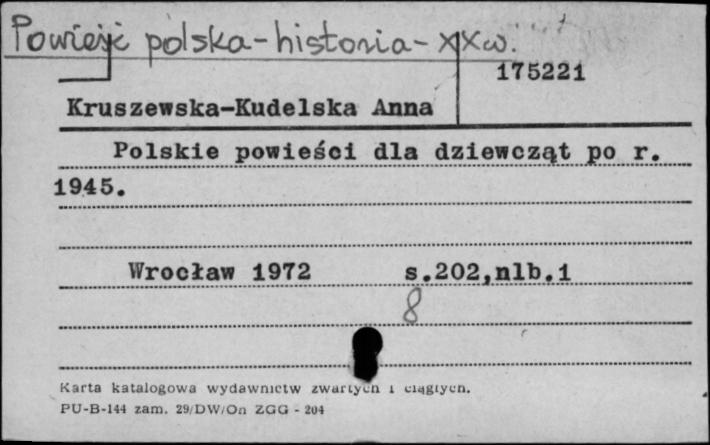 Powieść polska - historia - XX w.
175221
Kruszewska-Kudelska Anna
Polskie powieści dla dziewcząt po r.
1945.
Wrocław 1972 s.202,nlb.1
8
Karta katalogowa wydawnictw zwartych i ciągłych.
PU-B-144 zam. 29/DW/On ZGG - 204